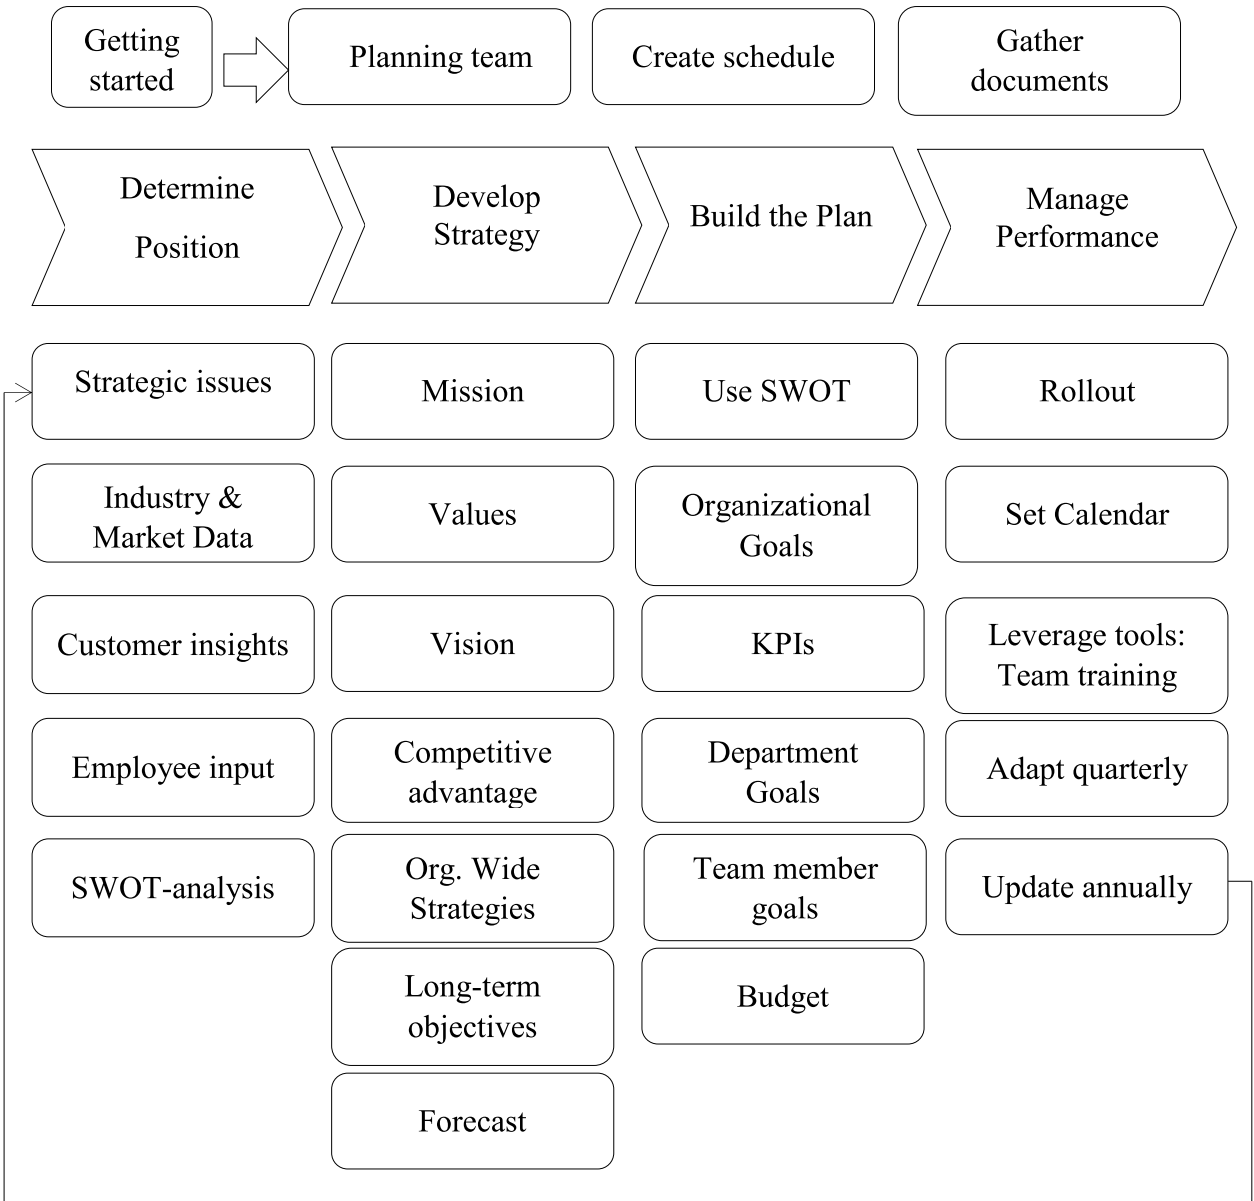 Getting
started
Planning team
Create schedule
Gather
documents
Determine
Position
Develop
Strategy
Build the Plan
Manage
Performance
Strategic issues
Mission
Use SWOT
Rollout
Industry &
Market Data
Values
Organizational
Goals
Set Calendar
Customer insights
Vision
KPIs
Leverage tools:
Team training
Employee input
Competitive
advantage
Department
Goals
Adapt quarterly
SWOT-analysis
Org. Wide
Strategies
Team member
goals
Update annually
Long-term
objectives
Budget
Forecast